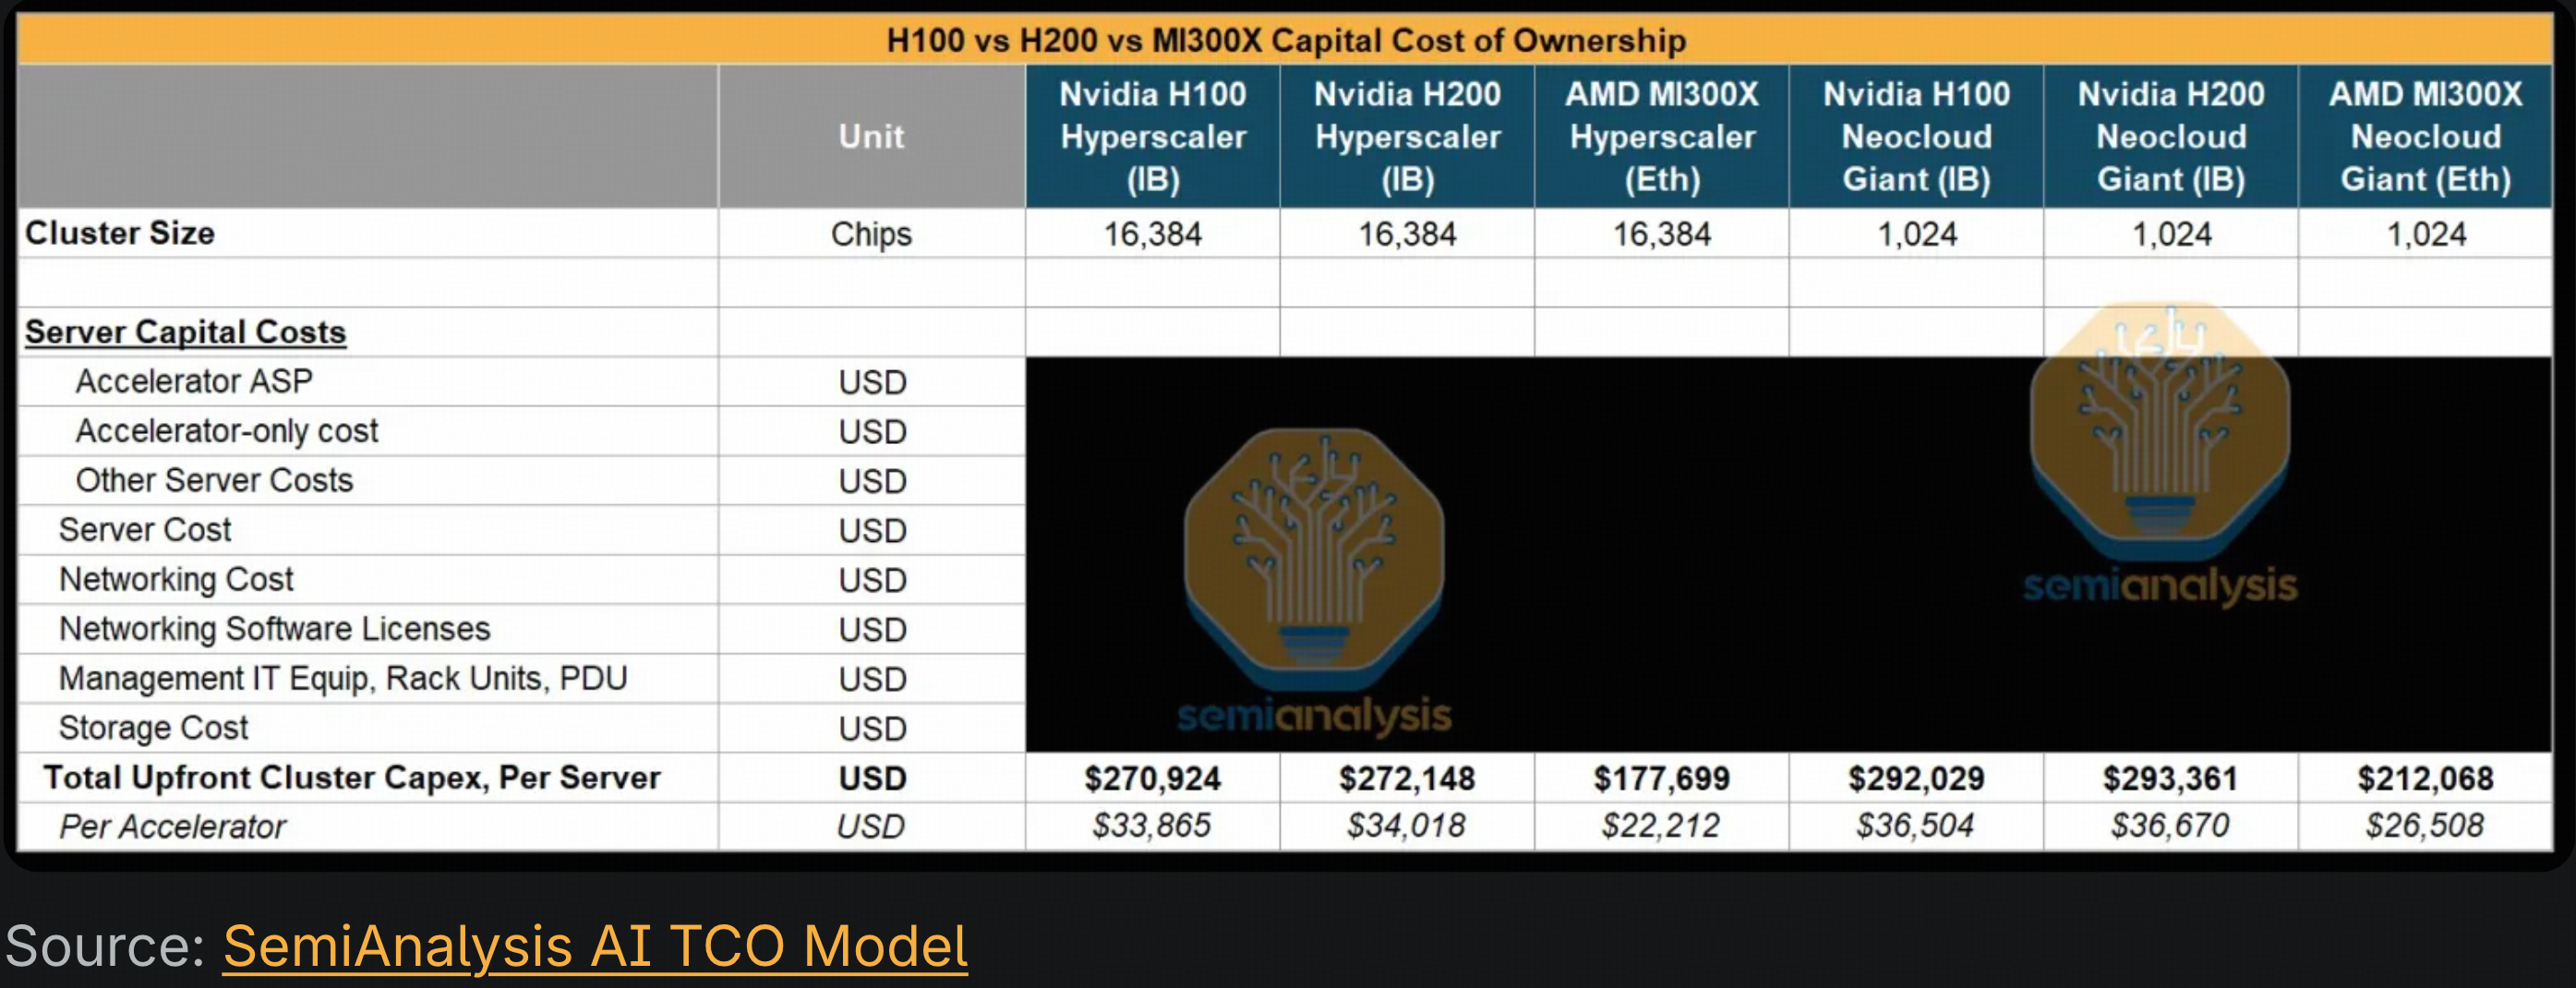 H100 vs H200 vs MI300X Capital Cost of Ownership
Unit Nvidia H100 Hyperscaler (IB) Nvidia H200 Hyperscaler (IB) AMD MI300X Hyperscaler (Eth) Nvidia H100 Neocloud Giant (IB) Nvidia H200 Neocloud Giant (IB) AMD MI300X Neocloud Giant (Eth)
Cluster Size Chips 16,384 16,384 16,384 1,024 1,024 1,024
Server Capital Costs
Accelerator ASP USD
Accelerator-only cost USD
Other Server Costs USD
Server Cost USD
Networking Cost USD
Networking Software Licenses USD
Management IT Equip, Rack Units, PDU USD
Storage Cost USD
semianalysis
semianalysis
Total Upfront Cluster Capex, Per Server USD $270,924 $272,148 $177,699 $292,029 $293,361 $212,068
Per Accelerator USD $33,865 $34,018 $22,212 $36,504 $36,670 $26,508
Source: SemiAnalysis AI TCO Model